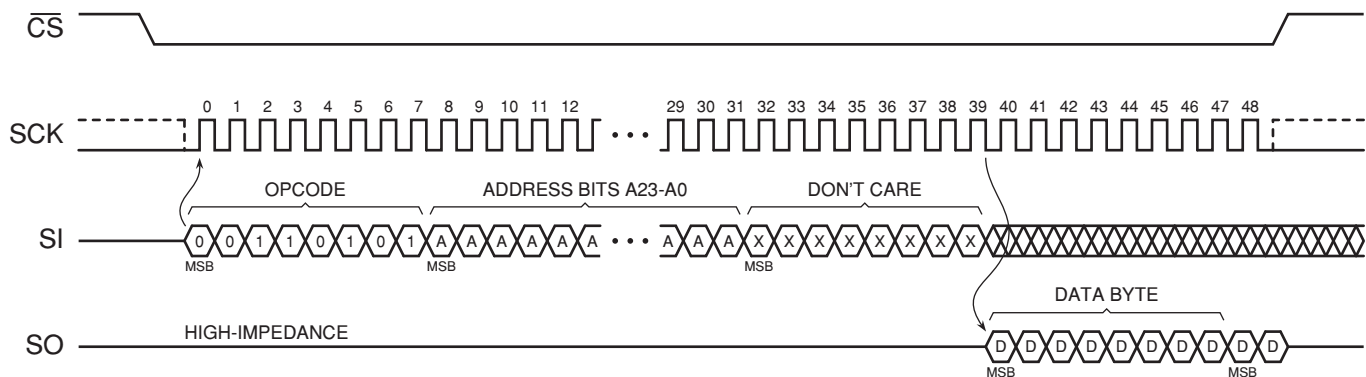 CS
0 1 2 3 4 5 6 7 8 9 10 11 12 29 30 31 32 33 34 35 36 37 38 39 40 41 42 43 44 45 46 47 48
SCK
OPCODE ADDRESS BITS A23-A0 DON'T CARE
SI 0 0 1 1 0 1 0 1 A A A A A A A A A X X X X X X X X
MSB MSB MSB
DATA BYTE
HIGH-IMPEDANCE
SO D D D D D D D D D D
MSB MSB